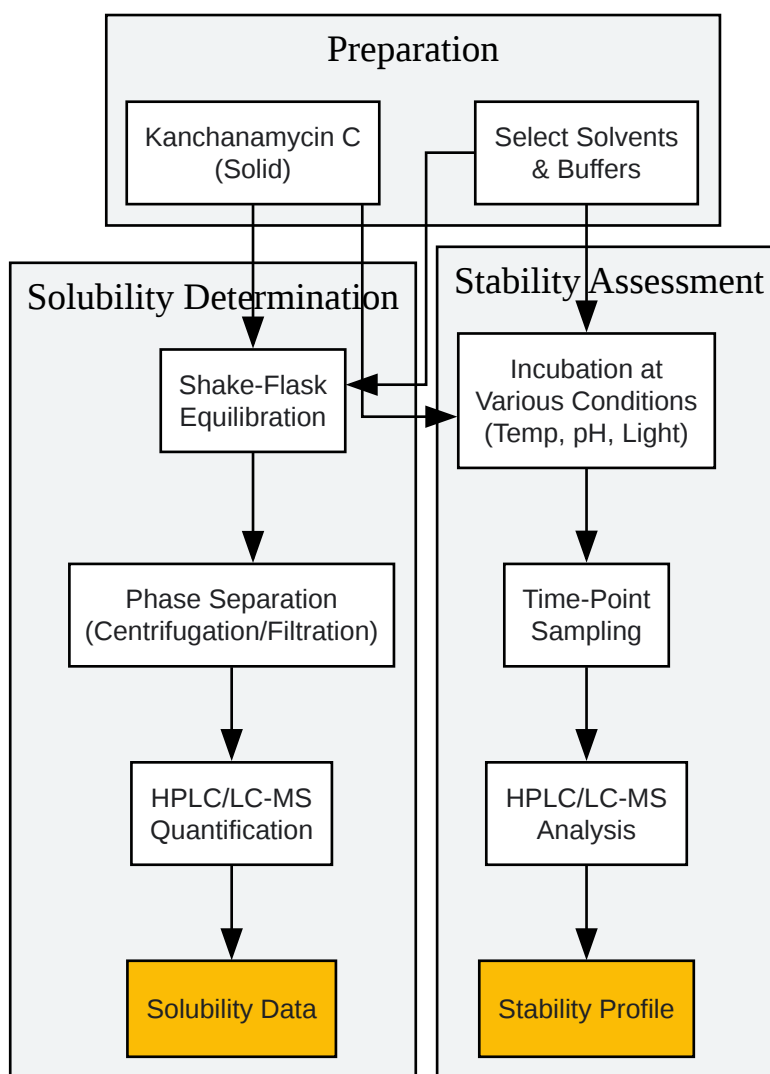 Preparation
Kanchanamycin C
(Solid)
Select Solvents
& Buffers
Solubility Determination
Shake-Flask
Equilibration
Phase Separation
(Centrifugation/Filtration)
HPLC/LC-MS
Quantification
Solubility Data
Stability Assessment
Incubation at
Various Conditions
(Temp, pH, Light)
Time-Point
Sampling
HPLC/LC-MS
Analysis
Stability Profile